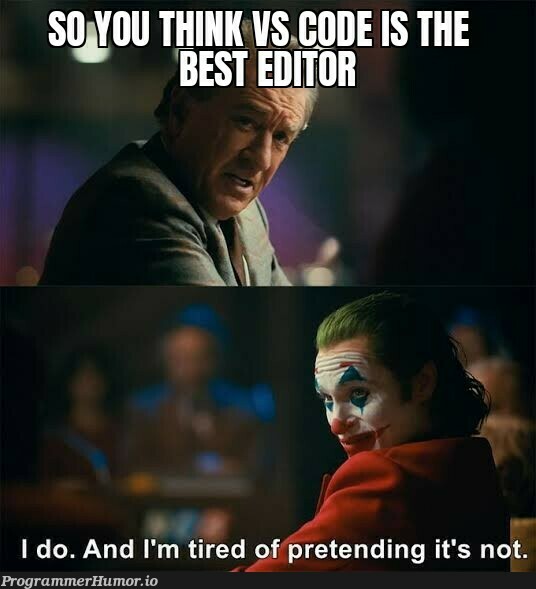 SO YOU THINK VS CODE IS THE
BEST EDITOR
I do. And I'm tired of pretending it's not.
ProgrammerHumor.io